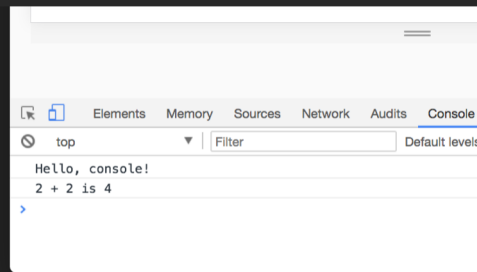 Elements Memory Sources Network Audits Console
top Filter Default levels
Hello, console!
2 + 2 is 4